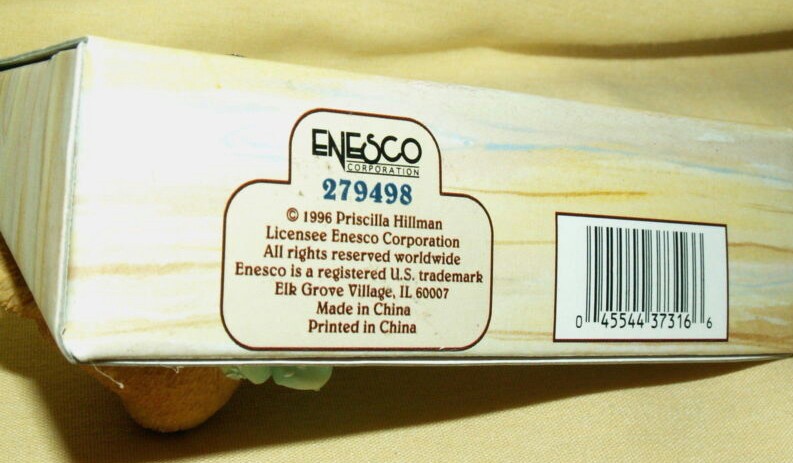 ENESCO
CORPORATION
279498
© 1996 Priscilla Hillman
Licensee Enesco Corporation
All rights reserved worldwide
Enesco is a registered U.S. trademark
Elk Grove Village, IL 60007
Made in China
Printed in China
0 45544 37316 6